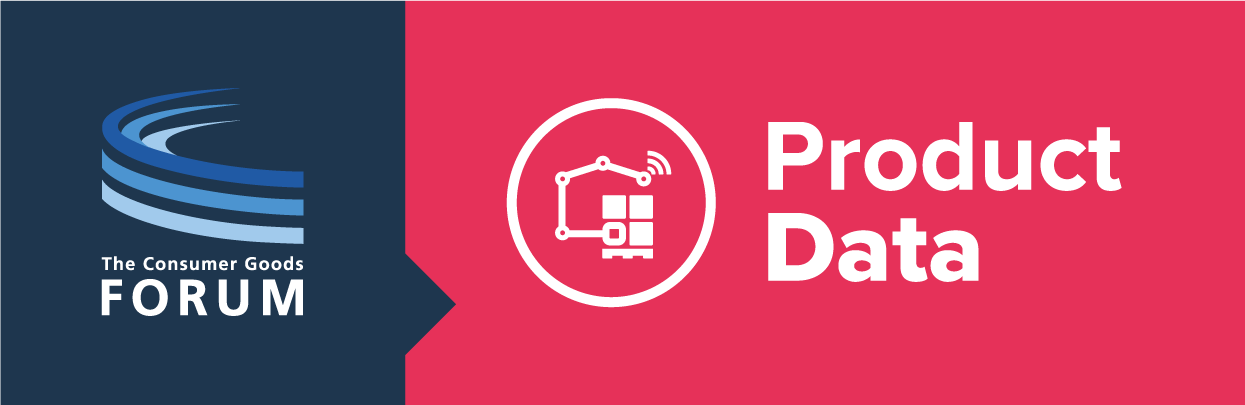 The Consumer Goods
FORUM
Product
Data